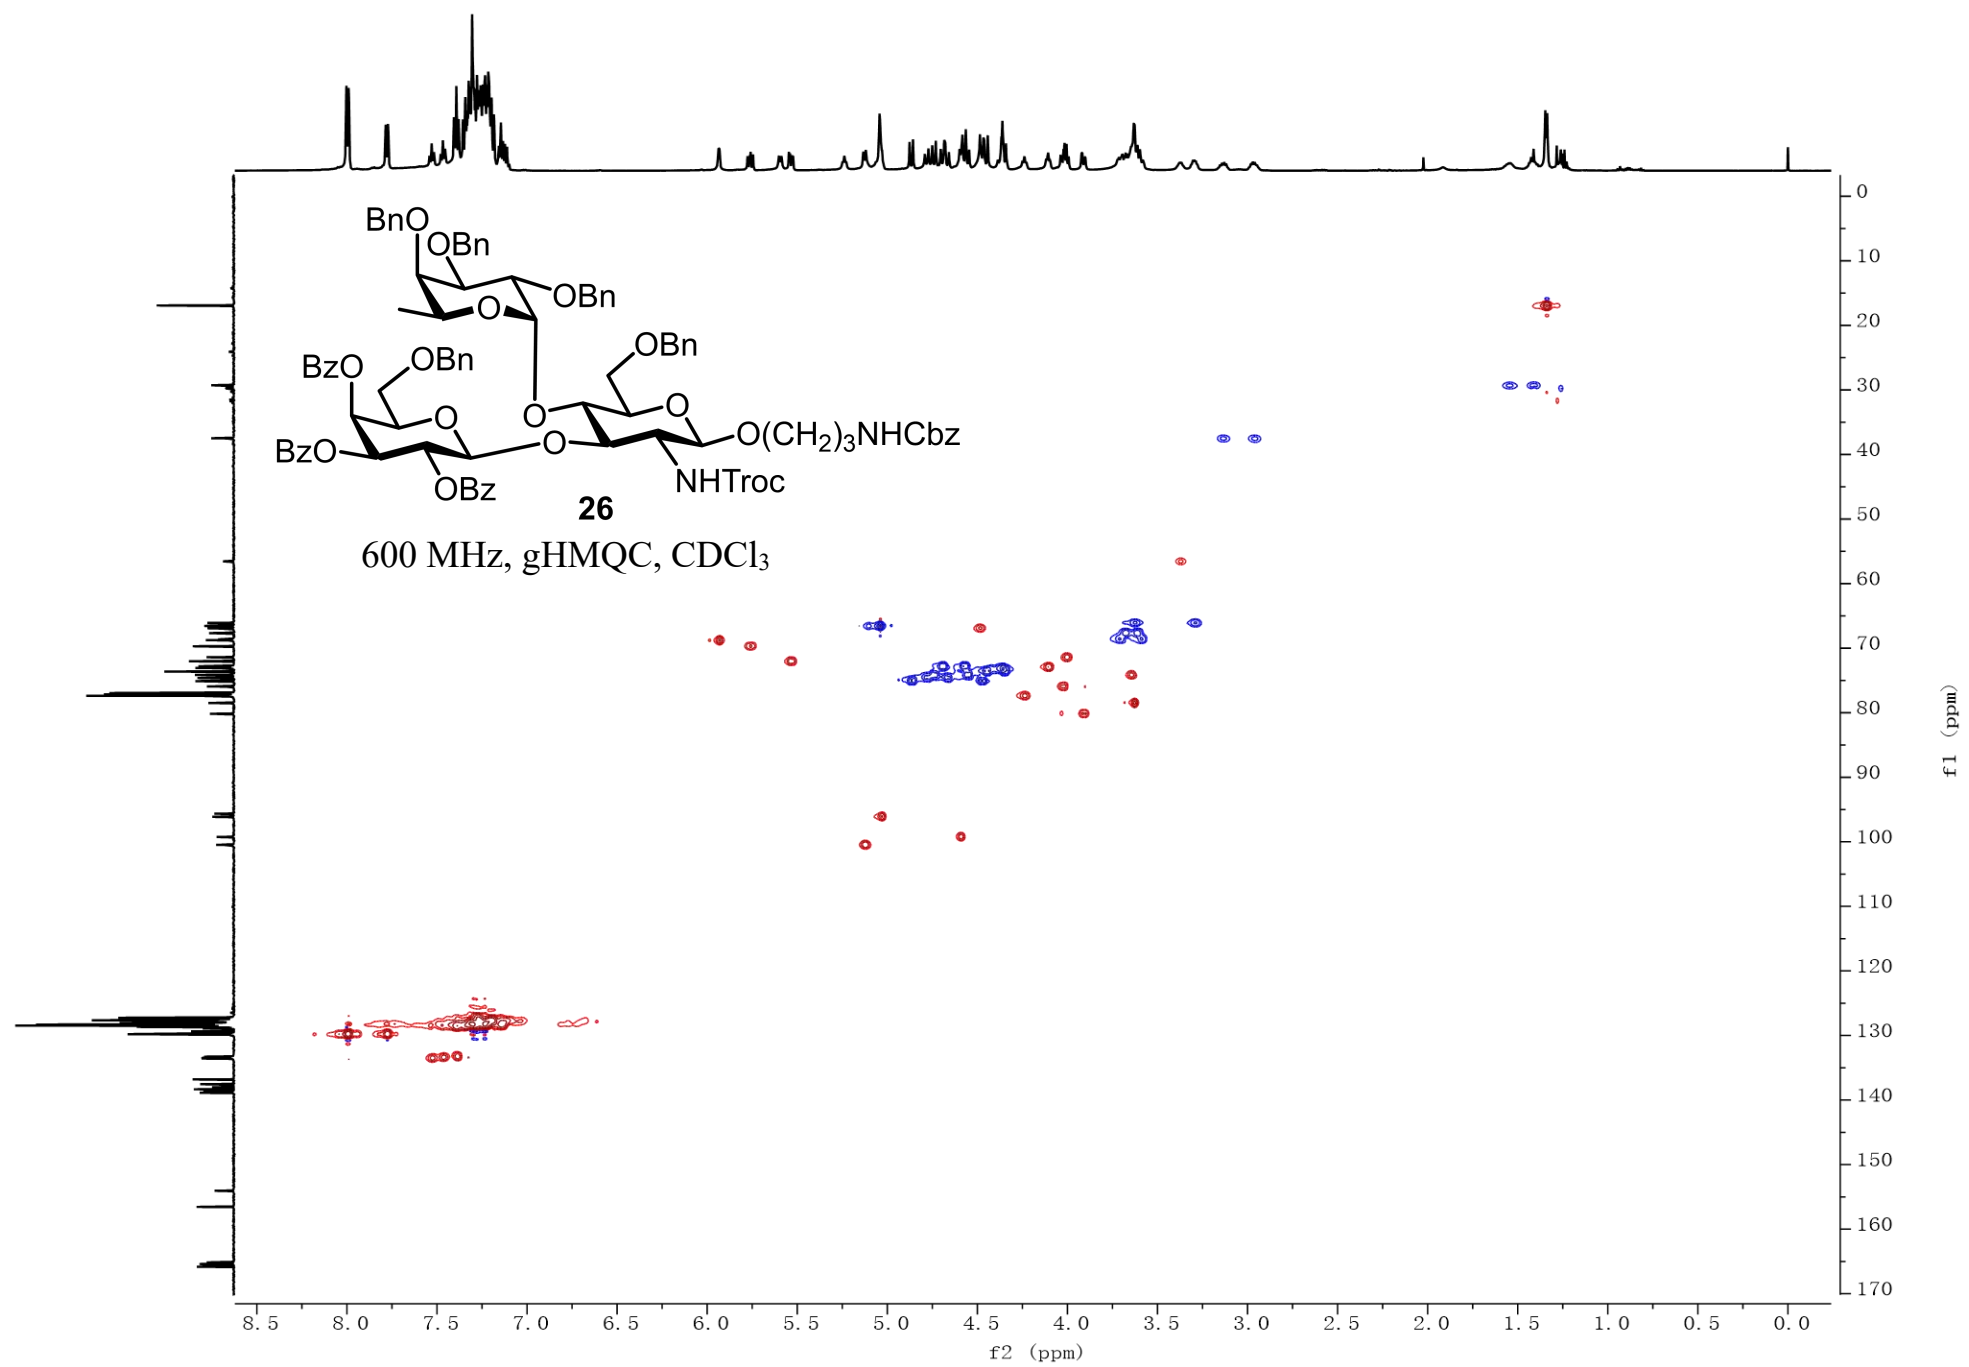 BnO
OBn
OBn
O
OBn
OBn
BzO
O
O
O
O(CH₂)₃NHCbz
BzO
O
OBz
NHTroc
26
600 MHz, gHMQC, CDCl₃
0
10
20
30
40
50
60
70
80
90
100
110
120
130
140
150
160
170
f1 (ppm)
8.5 8.0 7.5 7.0 6.5 6.0 5.5 5.0 4.5 4.0 3.5 3.0 2.5 2.0 1.5 1.0 0.5 0.0
f2 (ppm)